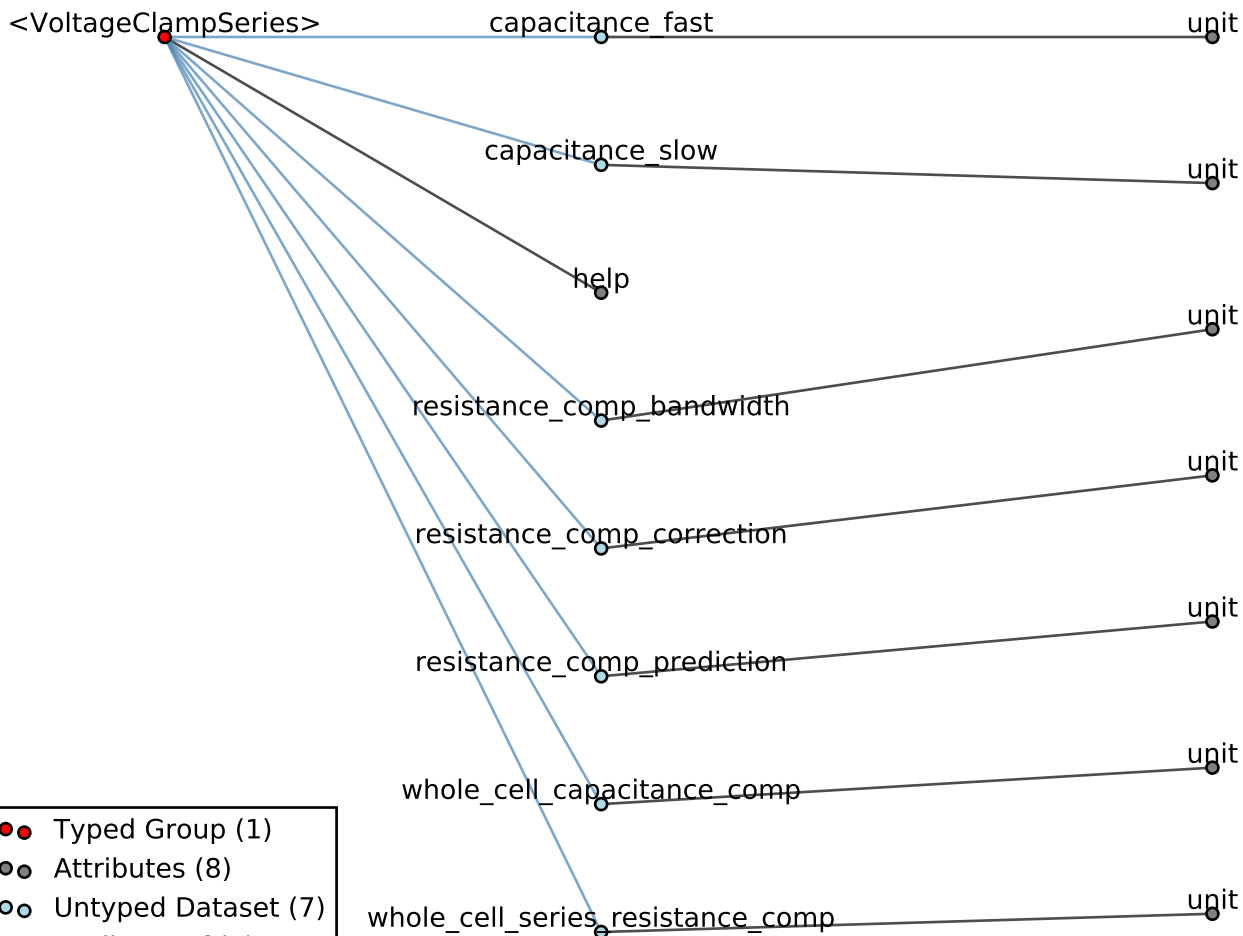 <VoltageClampSeries>
capacitance_fast
unit
capacitance_slow
unit
help
unit
resistance_comp_bandwidth
unit
resistance_comp_correction
unit
resistance_comp_prediction
unit
whole_cell_capacitance_comp
Typed Group (1)
Attributes (8)
Untyped Dataset (7)
unit
whole_cell_series_resistance_comp